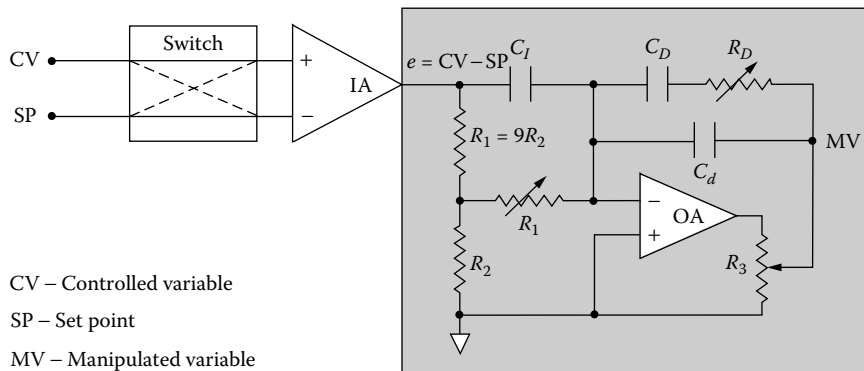 Switch
CV
SP
+
−
IA
e = CV−SP
C_I
C_D
R_D
R_1 = 9R_2
C_d
MV
R_1
−
+
OA
R_2
R_3
CV – Controlled variable
SP – Set point
MV – Manipulated variable